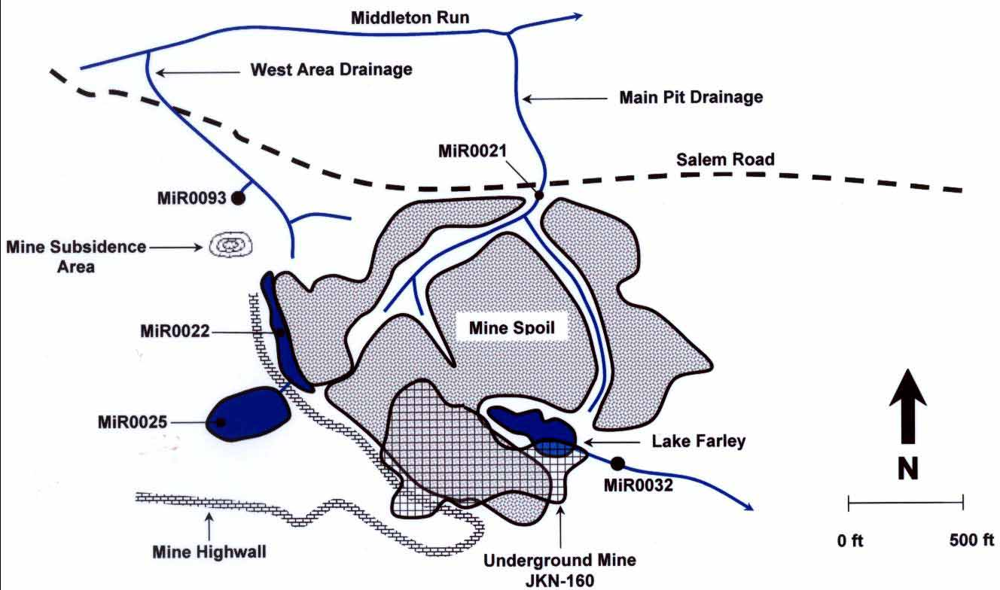 Middleton Run
West Area Drainage
Main Pit Drainage
MiR0021
Salem Road
MiR0093
Mine Subsidence
Area
Mine Spoil
MiR0022
MiR0025
Lake Farley
MiR0032
N
0 ft
500 ft
Mine Highwall
Underground Mine
JKN-160